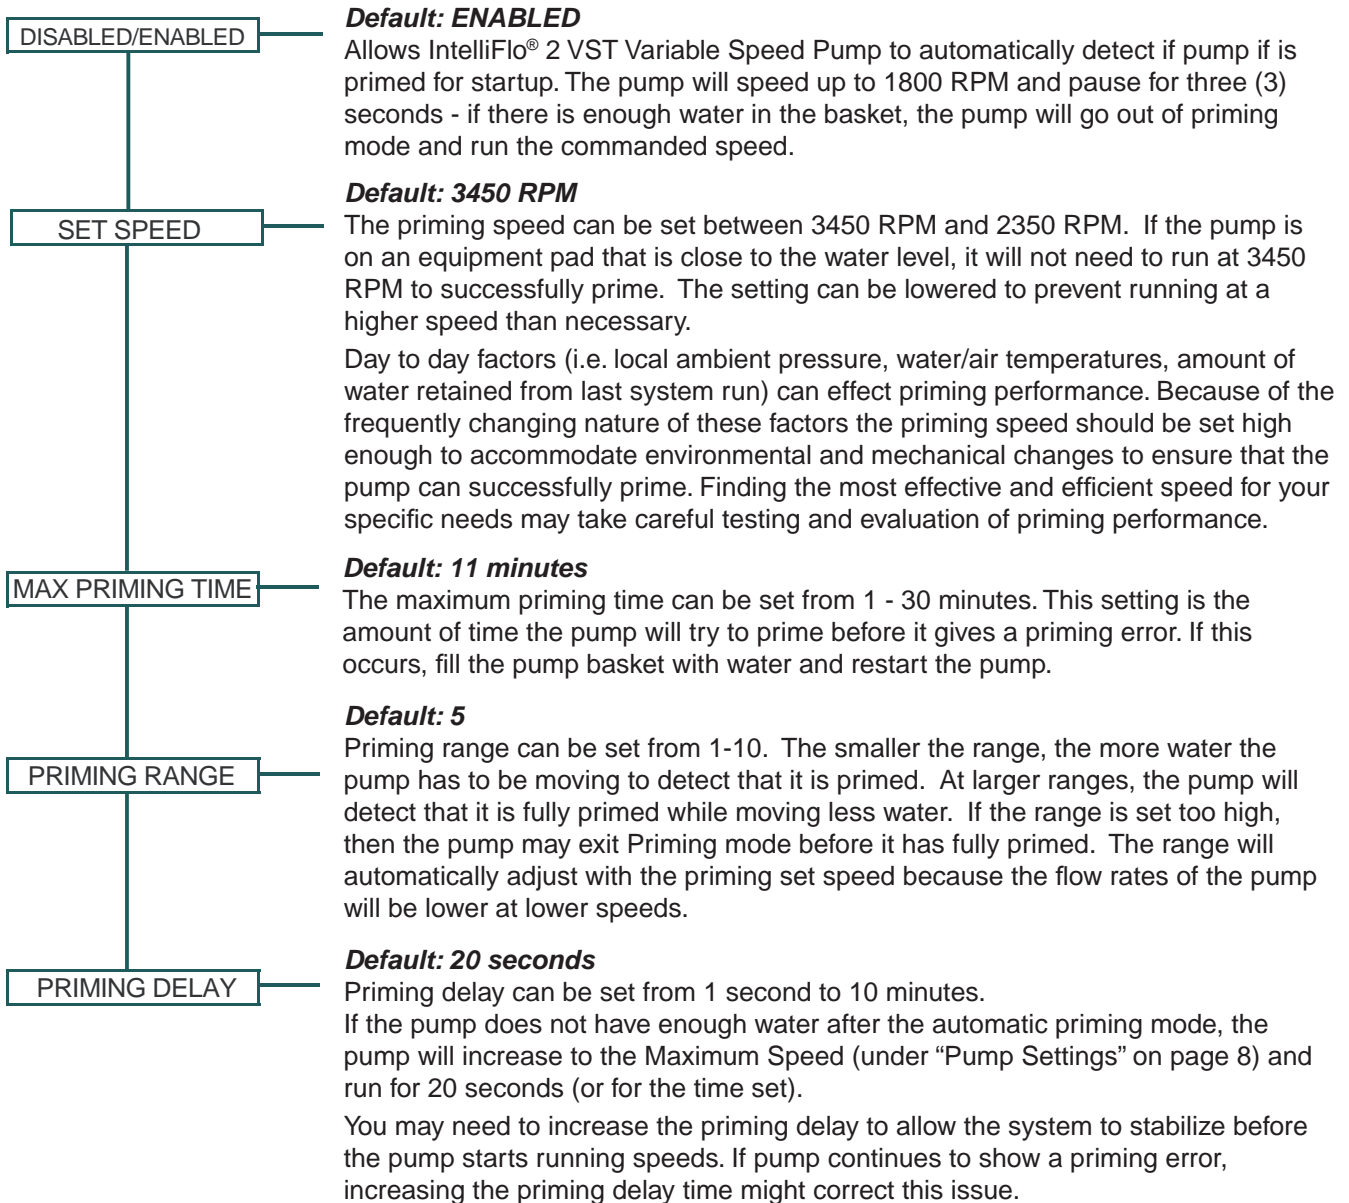 DISABLED/ENABLED
Default: ENABLED
Allows IntelliFlo® 2 VST Variable Speed Pump to automatically detect if pump if is
primed for startup. The pump will speed up to 1800 RPM and pause for three (3)
seconds - if there is enough water in the basket, the pump will go out of priming
mode and run the commanded speed.
SET SPEED
Default: 3450 RPM
The priming speed can be set between 3450 RPM and 2350 RPM. If the pump is
on an equipment pad that is close to the water level, it will not need to run at 3450
RPM to successfully prime. The setting can be lowered to prevent running at a
higher speed than necessary.
Day to day factors (i.e. local ambient pressure, water/air temperatures, amount of
water retained from last system run) can effect priming performance. Because of the
frequently changing nature of these factors the priming speed should be set high
enough to accommodate environmental and mechanical changes to ensure that the
pump can successfully prime. Finding the most effective and efficient speed for your
specific needs may take careful testing and evaluation of priming performance.
MAX PRIMING TIME
Default: 11 minutes
The maximum priming time can be set from 1 - 30 minutes. This setting is the
amount of time the pump will try to prime before it gives a priming error. If this
occurs, fill the pump basket with water and restart the pump.
PRIMING RANGE
Default: 5
Priming range can be set from 1-10. The smaller the range, the more water the
pump has to be moving to detect that it is primed. At larger ranges, the pump will
detect that it is fully primed while moving less water. If the range is set too high,
then the pump may exit Priming mode before it has fully primed. The range will
automatically adjust with the priming set speed because the flow rates of the pump
will be lower at lower speeds.
PRIMING DELAY
Default: 20 seconds
Priming delay can be set from 1 second to 10 minutes.
If the pump does not have enough water after the automatic priming mode, the
pump will increase to the Maximum Speed (under “Pump Settings” on page 8) and
run for 20 seconds (or for the time set).
You may need to increase the priming delay to allow the system to stabilize before
the pump starts running speeds. If pump continues to show a priming error,
increasing the priming delay time might correct this issue.